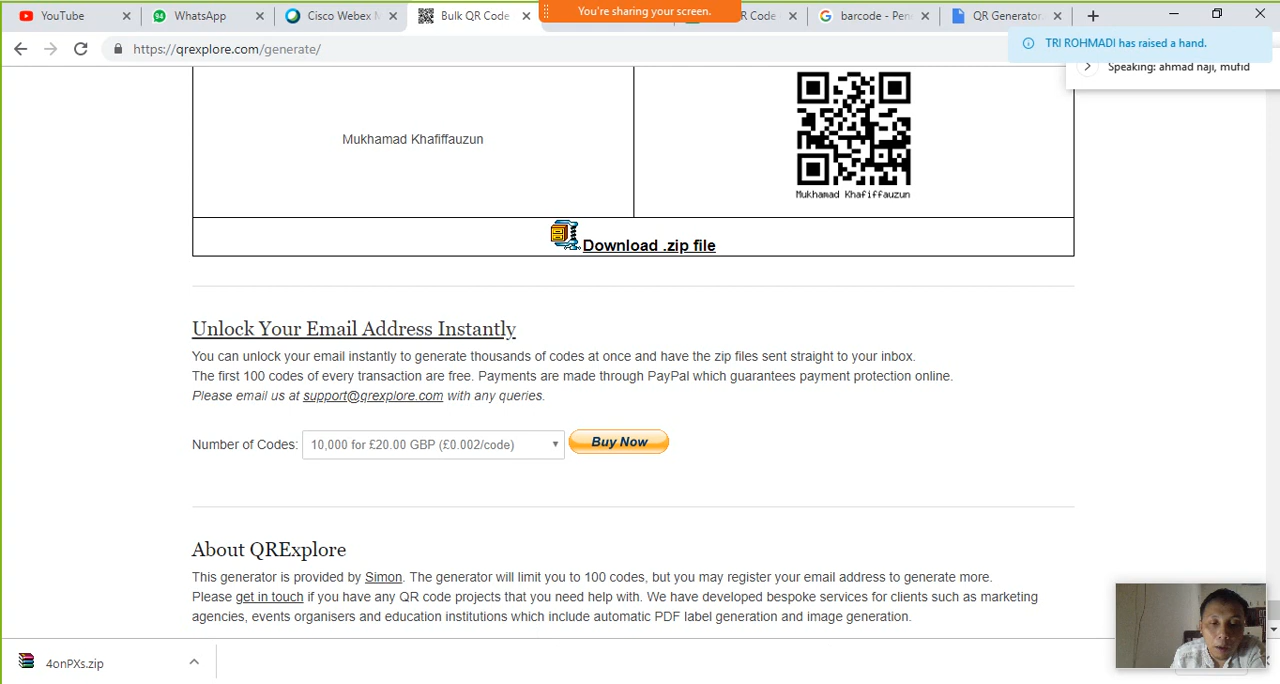 YouTube
94
WhatsApp
Cisco Webex M
Bulk QR Code
You're sharing your screen.
R Code
barcode - Pen
QR Generator.
https://qrexplore.com/generate/
TRI ROHMADI has raised a hand.
Speaking: ahmad naji, mufid
Mukhamad Khafiffauzun
Mukhamad Khafiffauzun
Download .zip file
Unlock Your Email Address Instantly
You can unlock your email instantly to generate thousands of codes at once and have the zip files sent straight to your inbox.
The first 100 codes of every transaction are free. Payments are made through PayPal which guarantees payment protection online.
Please email us at support@qrexplore.com with any queries.
Number of Codes: 10,000 for £20.00 GBP (£0.002/code) Buy Now
About QRExplore
This generator is provided by Simon. The generator will limit you to 100 codes, but you may register your email address to generate more.
Please get in touch if you have any QR code projects that you need help with. We have developed bespoke services for clients such as marketing
agencies, events organisers and education institutions which include automatic PDF label generation and image generation.
4onPXs.zip